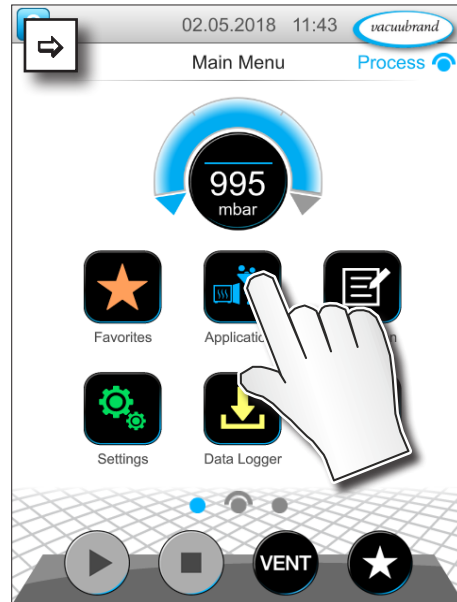 02.05.2018 11:43 vacuubrand
Main Menu Process
995
mbar
Favorites
Settings Data Logger
VENT